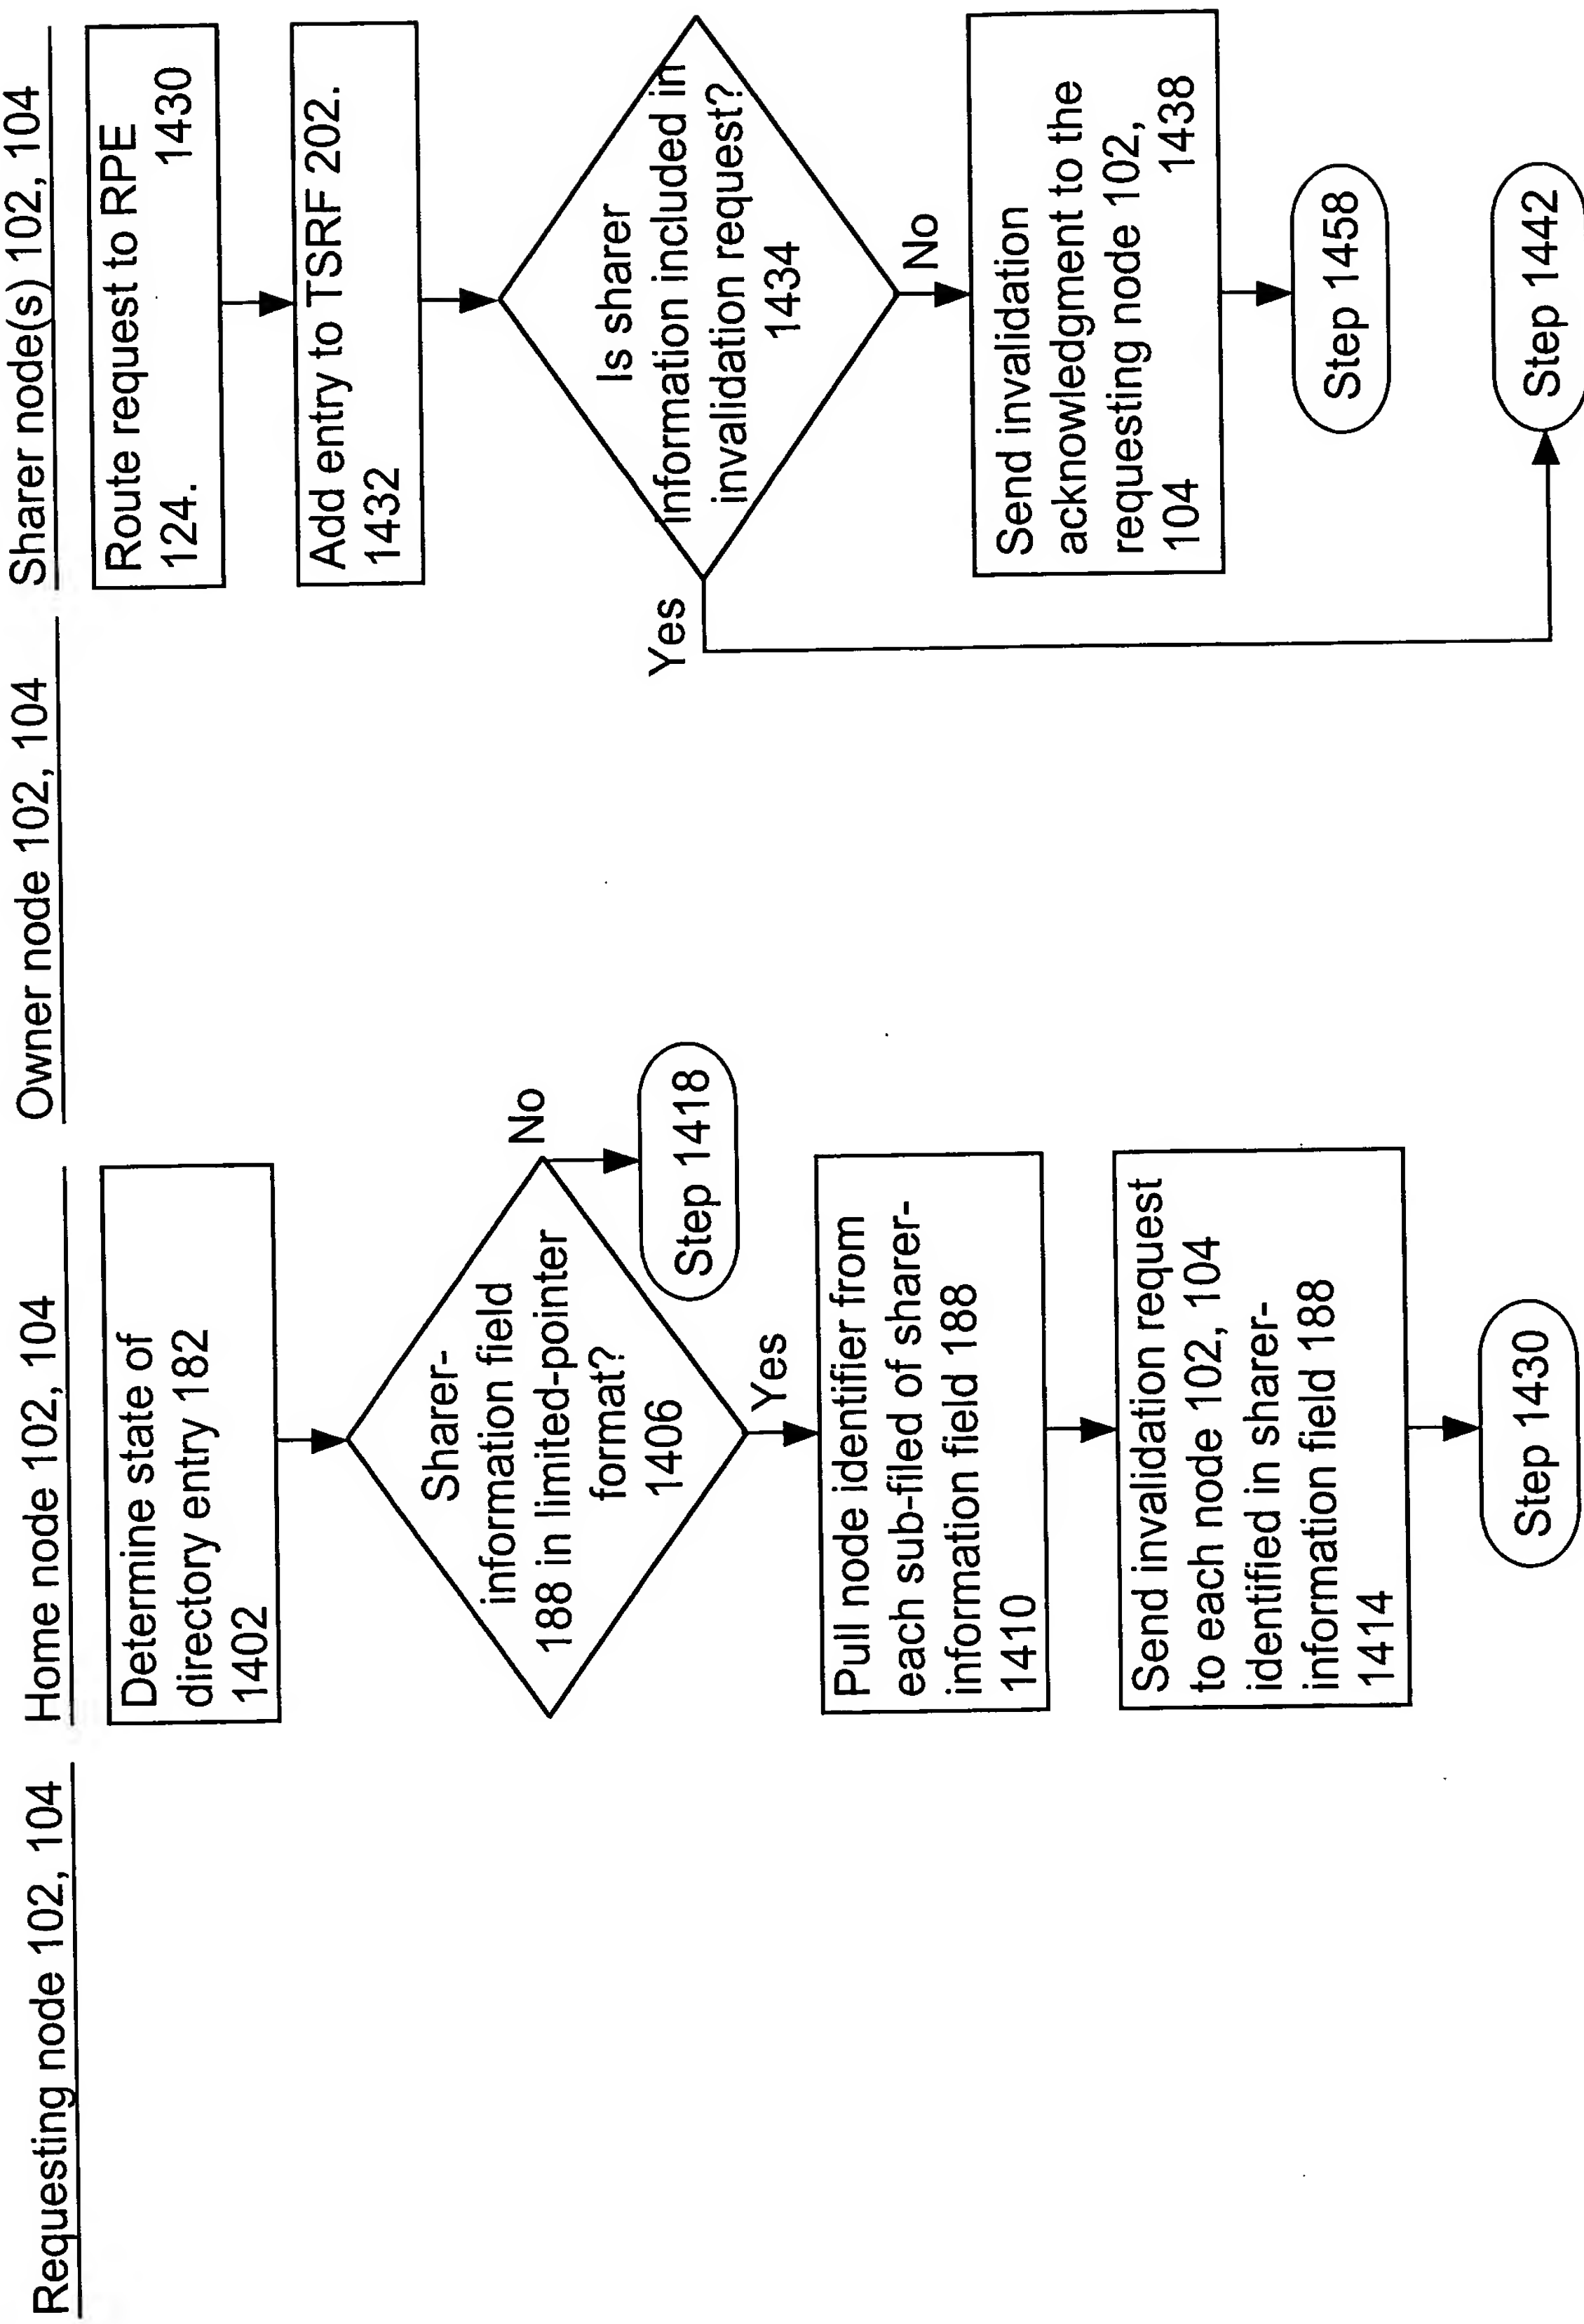 Requesting node 102, 104
Home node 102, 104
Owner node 102, 104
Sharer node(s) 102, 104
Determine state of
directory entry 182
1402
Sharer-
information field
188 in limited-pointer
format?
1406
No
Step 1418
Yes
Pull node identifier from
each sub-filed of sharer-
information field 188
1410
Send invalidation request
to each node 102, 104
identified in sharer-
information field 188
1414
Step 1430
Route request to RPE
124. 1430
Add entry to TSRF 202.
1432
Is sharer
information included in
invalidation request?
1434
Yes
No
Send invalidation
acknowledgment to the
requesting node 102,
104 1438
Step 1458
Step 1442